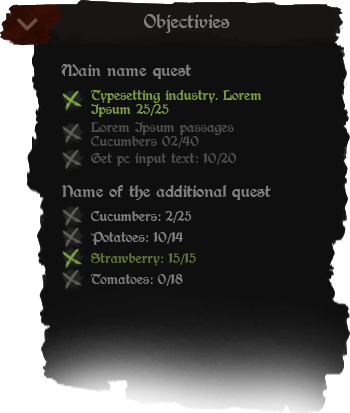 Objectivies
Main name quest
Typesetting industry. Lorem
Ipsum 25/25
Lorem Ipsum passages
Cucumbers 02/40
Get pc input text: 10/20
Name of the additional quest
Cucumbers: 2/25
Potatoes: 10/14
Strawberry: 15/15
Tomatoes: 0/18